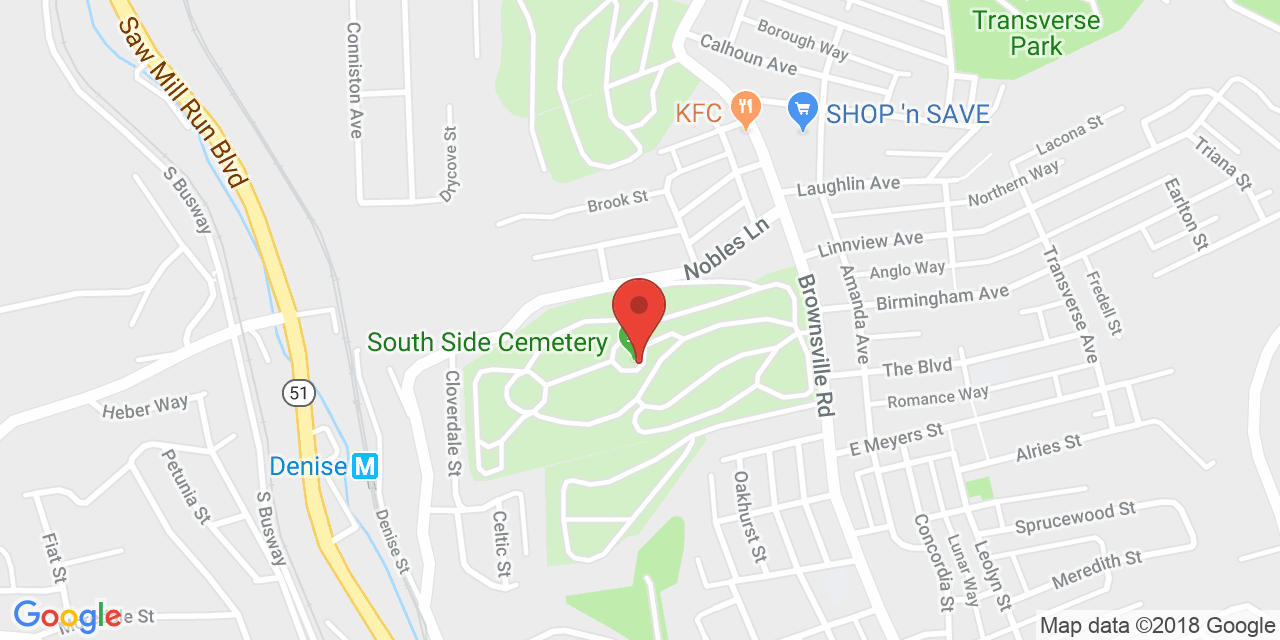 Transverse
Park
Borough Way
Calhoun Ave
Saw Mill Run Blvd
Conniston Ave
KFC
SHOP 'n SAVE
Drycove St
Lacona St
Triana St
Northern Way
Earlton St
S Busway
Laughlin Ave
Brook St
Nobles Ln
Linnview Ave
Anglo Way
Birmingham Ave
Brownsville Rd
Amanda Ave
Transverse Ave
Fredell St
South Side Cemetery
The Blvd
Romance Way
51
Heber Way
Cloverdale St
E Meyers St
Alries St
Denise M
Petunia St
Oakhurst St
S Busway
Denise St
Celtic St
Concordia St
Lunar Way
Leolyn St
Sprucewood St
Meredith St
Fiat St
Google
St
Map data ©2018 Google